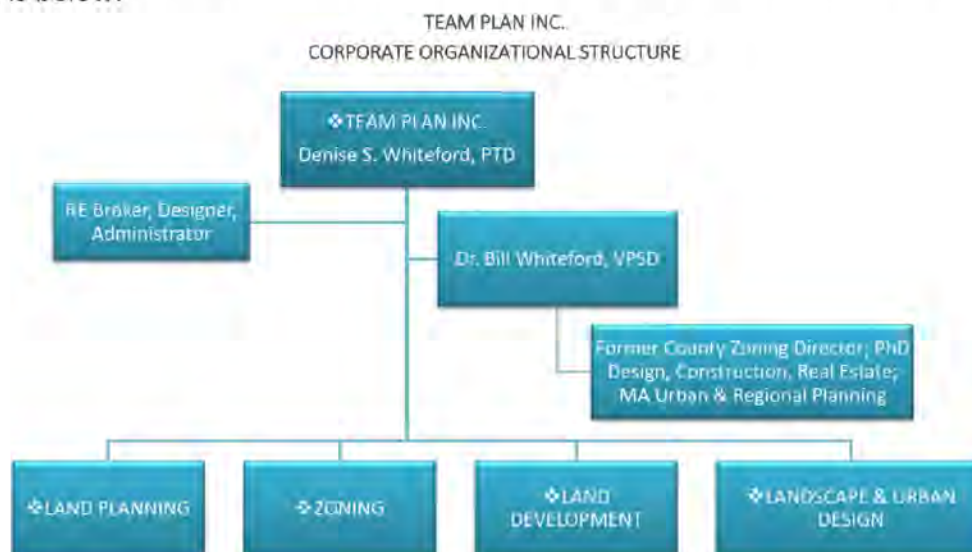 TEAM PLAN INC.
CORPORATE ORGANIZATIONAL STRUCTURE
❖TEAM PLAN INC.
Denise S. Whiteford, PTD
RE Broker, Designer,
Administrator
Dr. Bill Whiteford, VPSD
Former County Zoning Director; PhD
Design, Construction, Real Estate;
MA Urban & Regional Planning
❖LAND PLANNING
❖ZONING
❖LAND
DEVELOPMENT
❖LANDSCAPE & URBAN
DESIGN